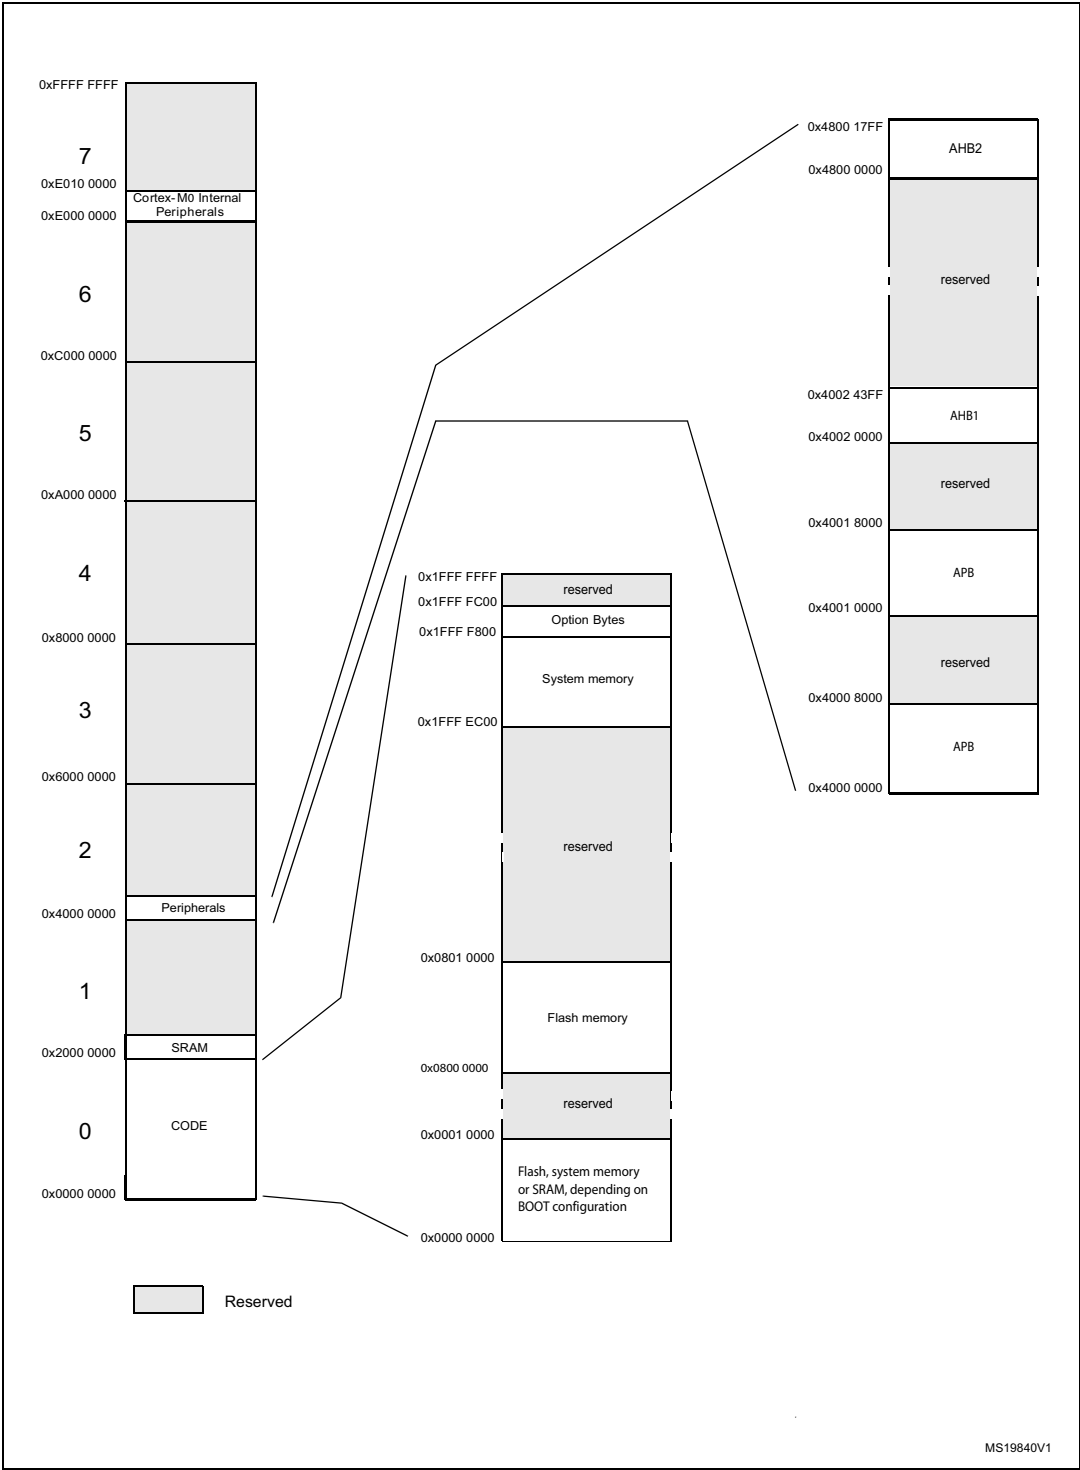 0xFFFF FFFF
7
0xE010 0000
Cortex-M0 Internal
Peripherals
0xE000 0000
6
0xC000 0000
5
0xA000 0000
4
0x8000 0000
3
0x6000 0000
2
Peripherals
0x4000 0000
1
SRAM
0x2000 0000
CODE
0
0x0000 0000
0x1FFF FFFF
reserved
0x1FFF FC00
Option Bytes
0x1FFF F800
System memory
0x1FFF EC00
reserved
0x0801 0000
Flash memory
0x0800 0000
reserved
0x0001 0000
Flash, system memory
or SRAM, depending on
BOOT configuration
0x0000 0000
0x4800 17FF
AHB2
0x4800 0000
reserved
0x4002 43FF
AHB1
0x4002 0000
reserved
0x4001 8000
APB
0x4001 0000
reserved
0x4000 8000
APB
0x4000 0000
Reserved
MS19840V1